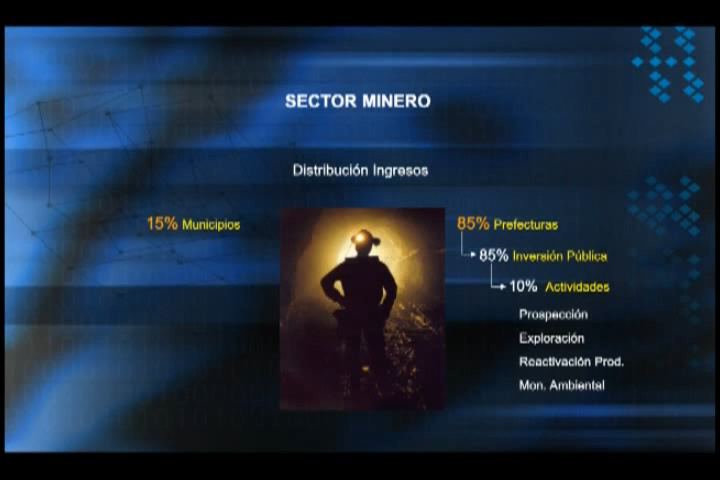 SECTOR MINERO
Distribución Ingresos
15% Municipios
85% Prefecturas
85% Inversión Pública
10% Actividades
Prospección
Exploración
Reactivación Prod.
Mon. Ambiental